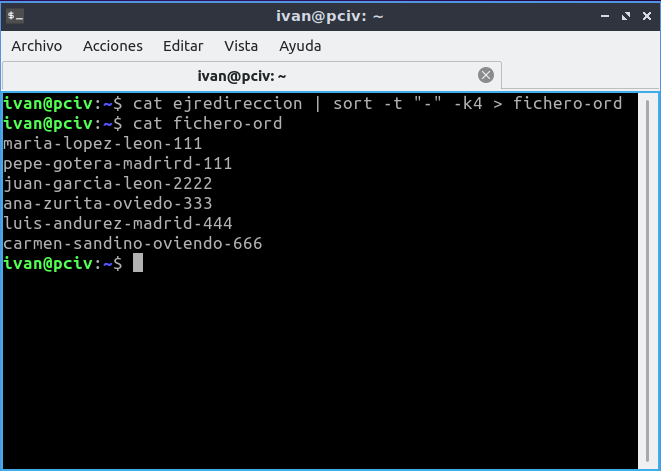 ivan@pciv: ~
Archivo Acciones Editar Vista Ayuda
ivan@pciv: ~
ivan@pciv:~$ cat ejredireccion | sort -t "-" -k4 > fichero-ord
ivan@pciv:~$ cat fichero-ord
maria-lopez-leon-111
pepe-gotera-madrird-111
juan-garcia-leon-2222
ana-zurita-oviedo-333
luis-andurez-madrid-444
carmen-sandino-oviendo-666
ivan@pciv:~$